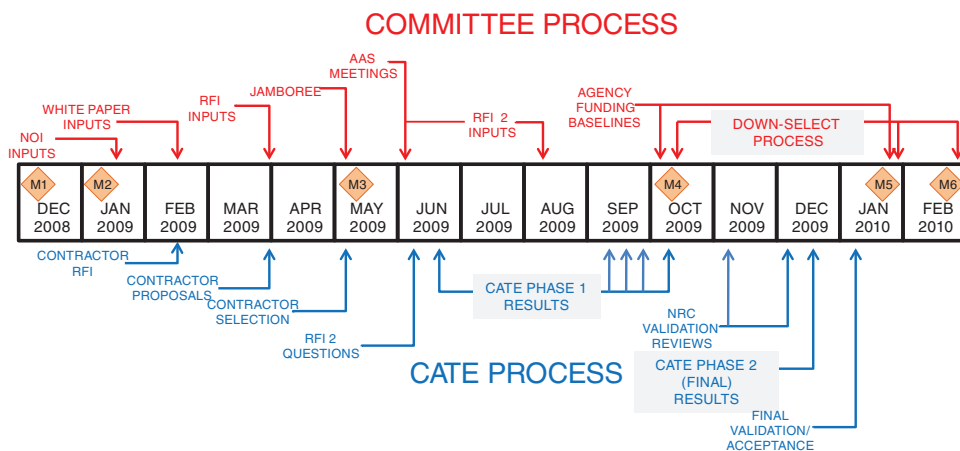 COMMITTEE PROCESS
AAS
MEETINGS
RFI
INPUTS
JAMBOREE
AGENCY
FUNDING
BASELINES
WHITE PAPER
INPUTS
RFI 2
INPUTS
DOWN-SELECT
PROCESS
NOI
INPUTS
M1
M2
M3
M4
M5
M6
DEC
2008
JAN
2009
FEB
2009
MAR
2009
APR
2009
MAY
2009
JUN
2009
JUL
2009
AUG
2009
SEP
2009
OCT
2009
NOV
2009
DEC
2009
JAN
2010
FEB
2010
CONTRACTOR
RFI
CONTRACTOR
PROPOSALS
CONTRACTOR
SELECTION
RFI 2
QUESTIONS
CATE PHASE 1
RESULTS
NRC
VALIDATION
REVIEWS
CATE PROCESS
CATE PHASE 2
(FINAL)
RESULTS
FINAL
VALIDATION/
ACCEPTANCE